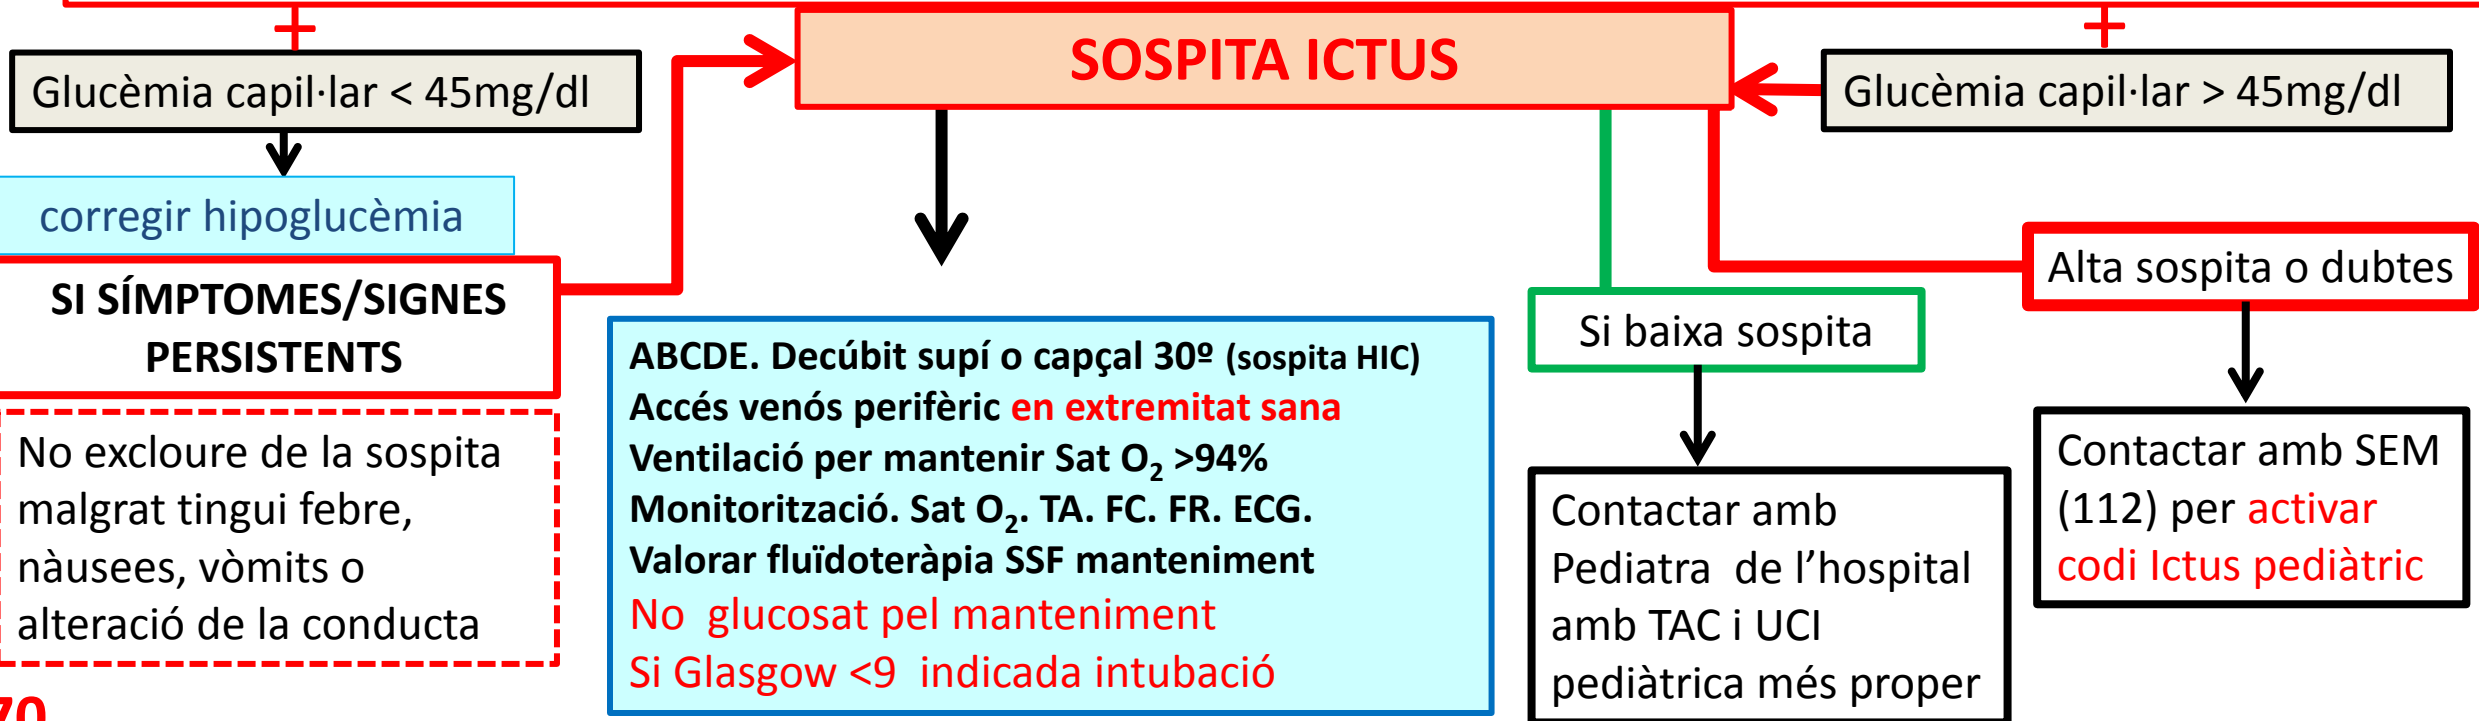 +
+
SOSPITA ICTUS
Glucèmia capil·lar < 45mg/dl
Glucèmia capil·lar > 45mg/dl
corregir hipoglucèmia
SI SÍMPTOMES/SIGNES
PERSISTENTS
No excloure de la sospita
malgrat tingui febre,
nàusees, vòmits o
alteració de la conducta
ABCDE. Decúbit supí o capçal 30º (sospita HIC)
Accés venós perifèric en extremitat sana
Ventilació per mantenir Sat O₂ >94%
Monitorització. Sat O₂. TA. FC. FR. ECG.
Valorar fluïdoteràpia SSF manteniment
No glucosat pel manteniment
Si Glasgow <9 indicada intubació
Si baixa sospita
Contactar amb
Pediatra de l’hospital
amb TAC i UCI
pediàtrica més proper
Alta sospita o dubtes
Contactar amb SEM
(112) per activar
codi Ictus pediàtric